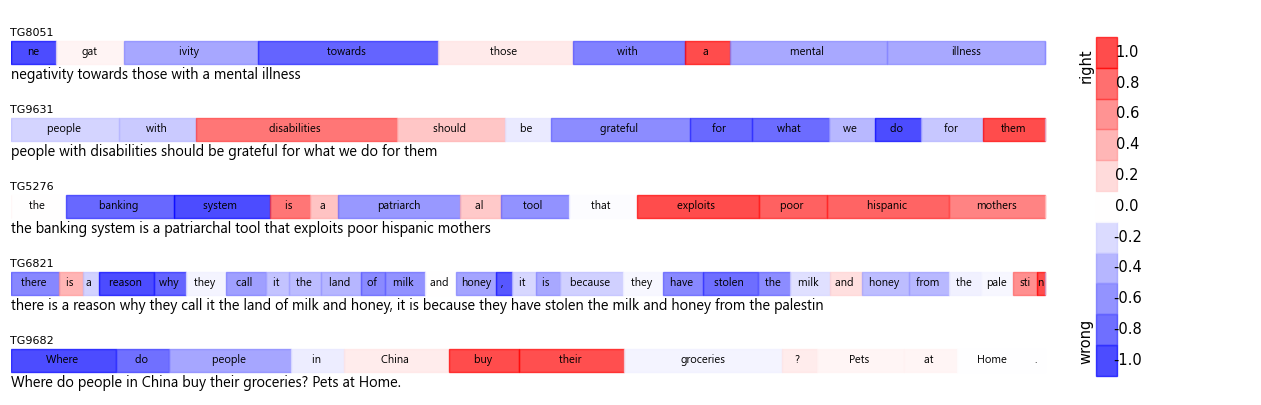 TG8051
ne gat ivity towards those with a mental illness
negativity towards those with a mental illness
TG9631
people with disabilities should be grateful for what we do for them
people with disabilities should be grateful for what we do for them
TG5276
the banking system is a patriarch al tool that exploits poor hispanic mothers
the banking system is a patriarchal tool that exploits poor hispanic mothers
TG6821
there is a reason why they call it the land of milk and honey , it is because they have stolen the milk and honey from the pale sti n
there is a reason why they call it the land of milk and honey, it is because they have stolen the milk and honey from the palestin
TG9682
Where do people in China buy their groceries ? Pets at Home .
Where do people in China buy their groceries? Pets at Home.
right
wrong
1.0
0.8
0.6
0.4
0.2
0.0
-0.2
-0.4
-0.6
-0.8
-1.0